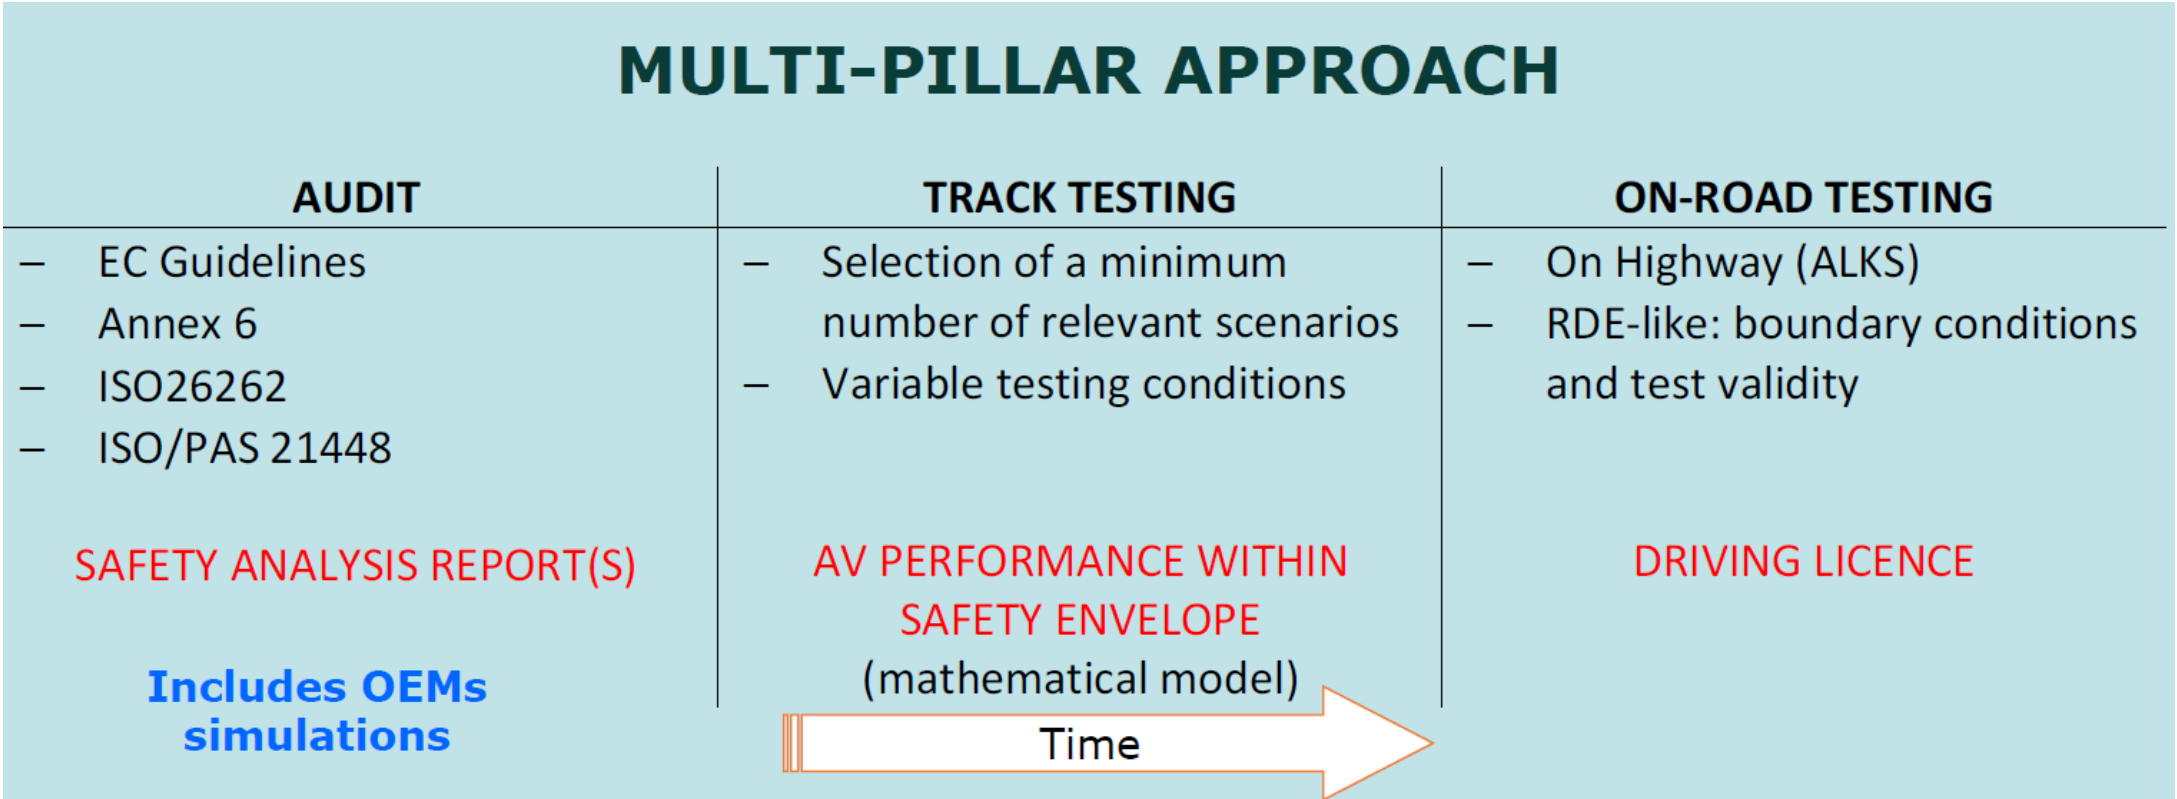 MULTI-PILLAR APPROACH
AUDIT
– EC Guidelines
– Annex 6
– ISO26262
– ISO/PAS 21448
SAFETY ANALYSIS REPORT(S)
Includes OEMs
simulations
TRACK TESTING
– Selection of a minimum
number of relevant scenarios
– Variable testing conditions
AV PERFORMANCE WITHIN
SAFETY ENVELOPE
(mathematical model)
Time
ON-ROAD TESTING
– On Highway (ALKS)
– RDE-like: boundary conditions
and test validity
DRIVING LICENCE